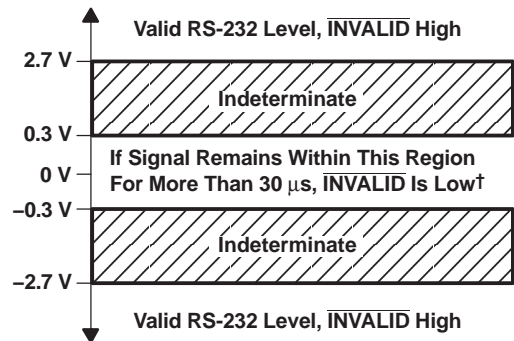 Valid RS-232 Level, INVALID High
2.7 V
Indeterminate
0.3 V
If Signal Remains Within This Region
0 V
For More Than 30 µs, INVALID Is Low†
−0.3 V
Indeterminate
−2.7 V
Valid RS-232 Level, INVALID High